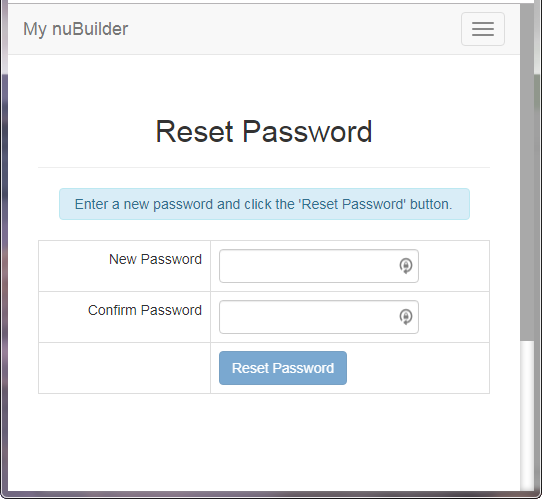 My nuBuilder
Reset Password
Enter a new password and click the 'Reset Password' button.
New Password
Confirm Password
Reset Password